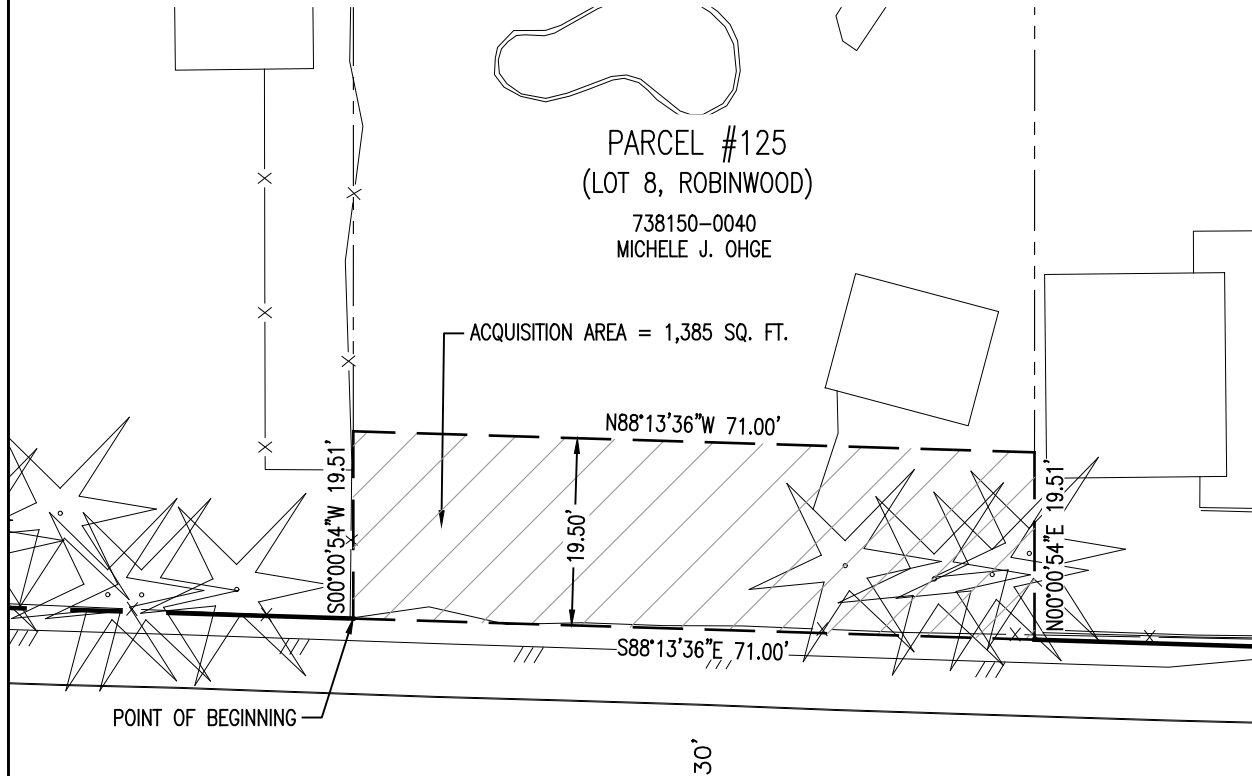 PARCEL #125
(LOT 8, ROBINWOOD)
738150-0040
MICHELE J. OHGE
ACQUISITION AREA = 1,385 SQ. FT.
N88°13'36"W 71.00'
S00°00'54"W 19.51'
19.50'
N00°00'54"E 19.51'
S88°13'36"E 71.00'
POINT OF BEGINNING
30'